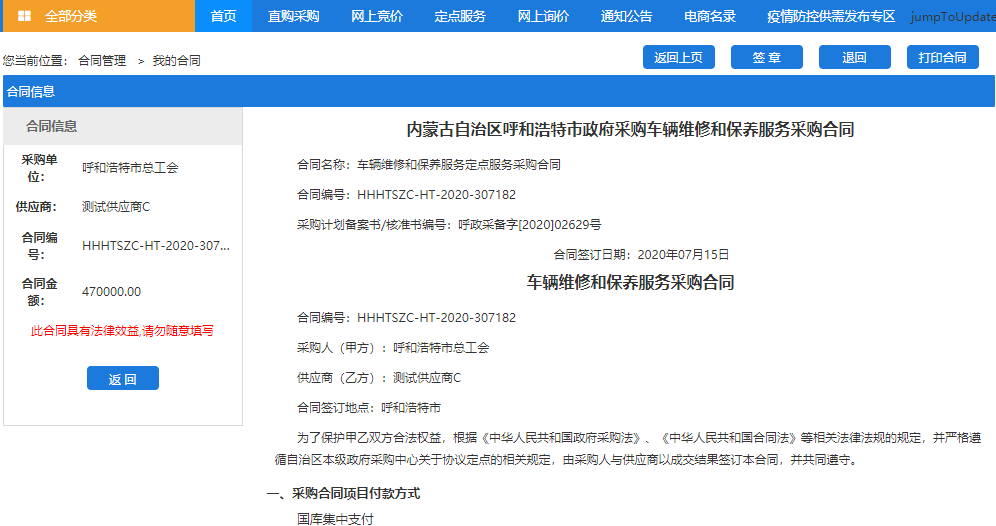 全部分类 首页 直购采购 网上竞价 定点服务 网上询价 通知公告 电商名录 疫情防控供需发布专区 jumpToUpdate
您当前位置： 合同管理 > 我的合同 返回上页 签 章 退回 打印合同
合同信息
合同信息
采购单位： 呼和浩特市总工会
供应商： 测试供应商C
合同编号： HHHTSZC-HT-2020-307...
合同金额： 470000.00
此合同具有法律效益,请勿随意填写
返 回
内蒙古自治区呼和浩特市政府采购车辆维修和保养服务采购合同
合同名称：车辆维修和保养服务定点服务采购合同
合同编号：HHHTSZC-HT-2020-307182
采购计划备案书/核准书编号：呼政采备字[2020]02629号
合同签订日期：2020年07月15日
车辆维修和保养服务采购合同
合同编号：HHHTSZC-HT-2020-307182
采购人（甲方）：呼和浩特市总工会
供应商（乙方）：测试供应商C
合同签订地点：呼和浩特市
为了保护甲乙双方合法权益，根据《中华人民共和国政府采购法》、《中华人民共和国合同法》等相关法律法规的规定，并严格遵
循自治区本级政府采购中心关于协议定点的相关规定，由采购人与供应商以成交结果签订本合同，并共同遵守。
一、采购合同项目付款方式
国库集中支付